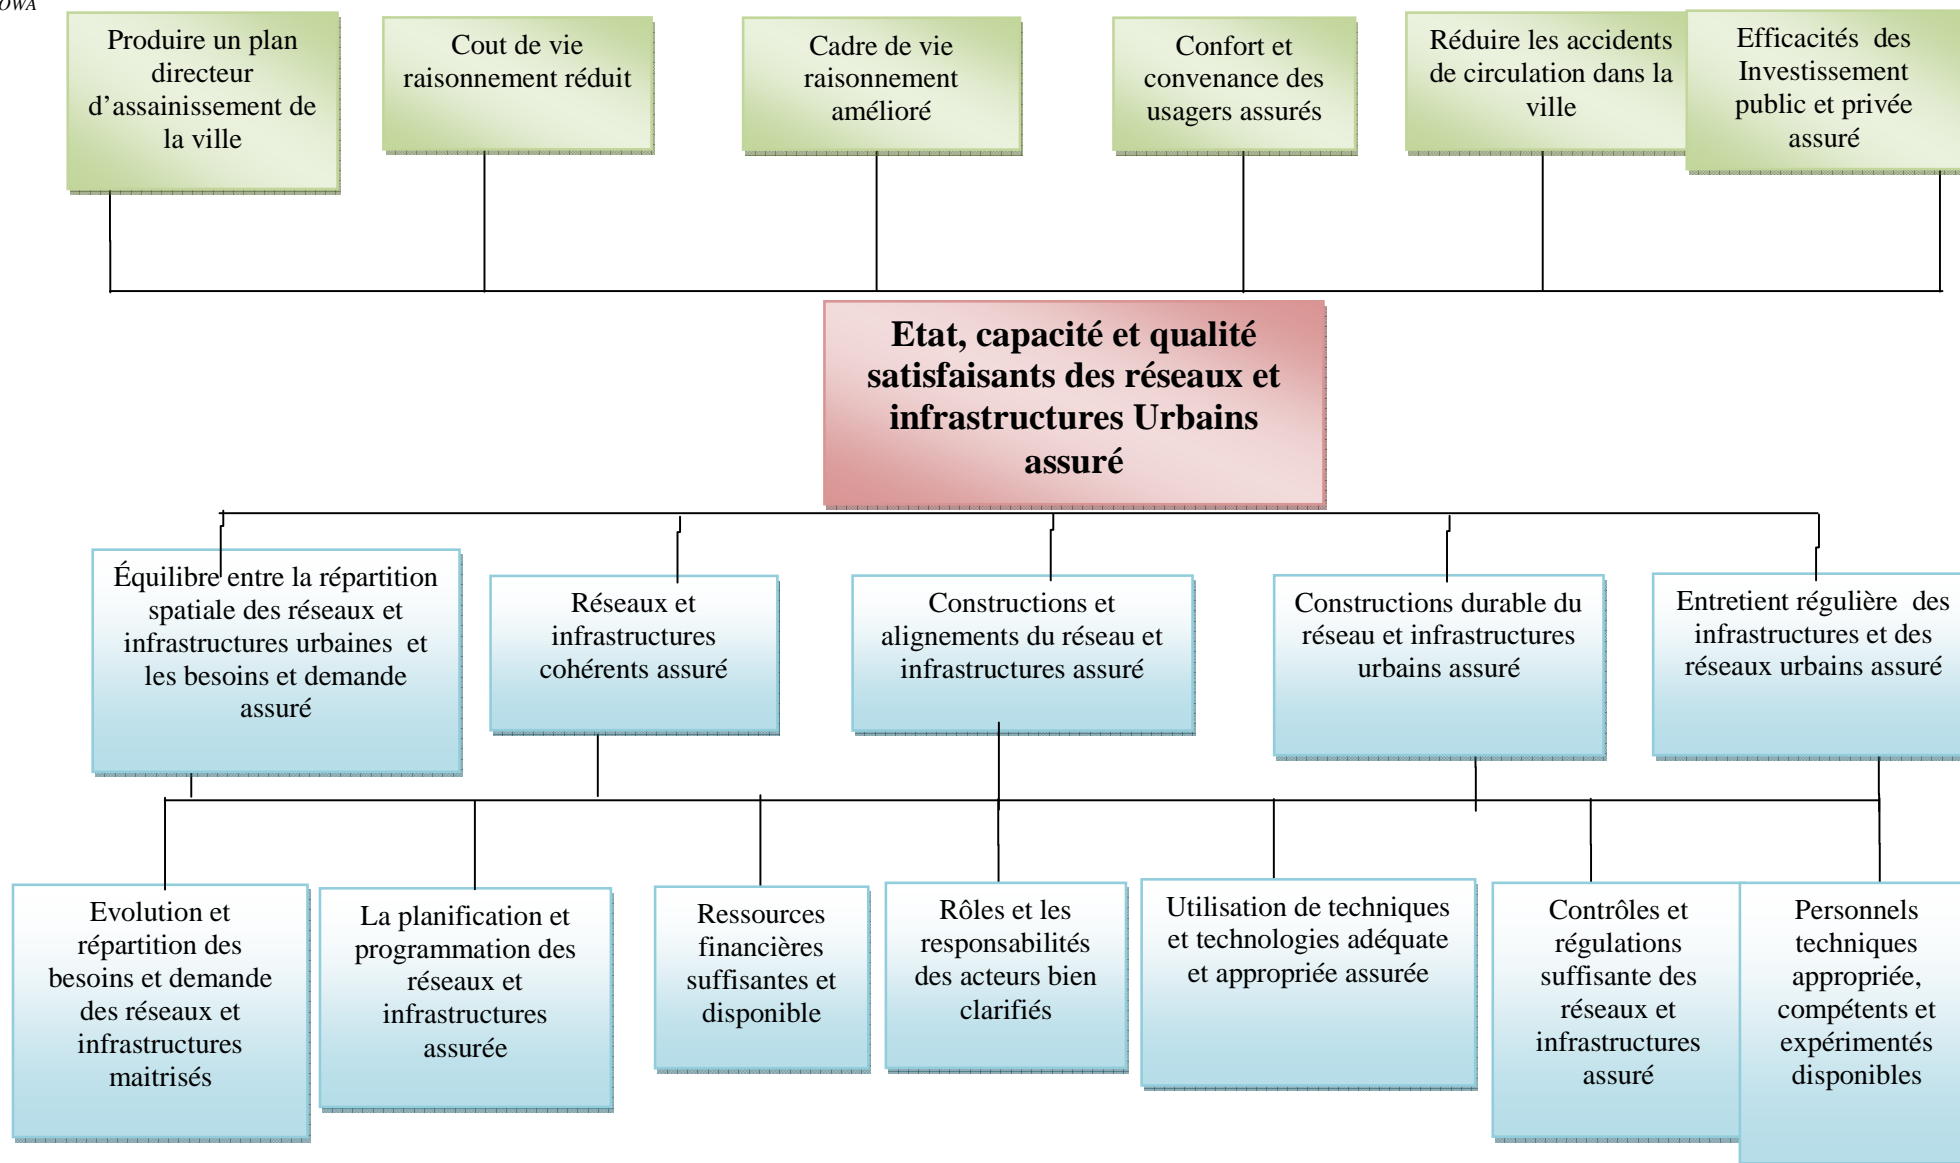 OWA
Produire un plan
directeur
d’assainissement de
la ville
Cout de vie
raisonnement réduit
Cadre de vie
raisonnement
amélioré
Confort et
convenance des
usagers assurés
Réduire les accidents
de circulation dans la
ville
Efficacités des
Investissement
public et privée
assuré
Etat, capacité et qualité
satisfaisants des réseaux et
infrastructures Urbains
assuré
Équilibre entre la répartition
spatiale des réseaux et
infrastructures urbaines et
les besoins et demande
assuré
Réseaux et
infrastructures
cohérents assuré
Constructions et
alignements du réseau et
infrastructures assuré
Constructions durable du
réseau et infrastructures
urbains assuré
Entretient régulière des
infrastructures et des
réseaux urbains assuré
Evolution et
répartition des
besoins et demande
des réseaux et
infrastructures
maitrisés
La planification et
programmation des
réseaux et
infrastructures
assurée
Ressources
financières
suffisantes et
disponible
Rôles et les
responsabilités
des acteurs bien
clarifiés
Utilisation de techniques
et technologies adéquate
et appropriée assurée
Contrôles et
régulations
suffisante des
réseaux et
infrastructures
assuré
Personnels
techniques
appropriée,
compétents et
expérimentés
disponibles